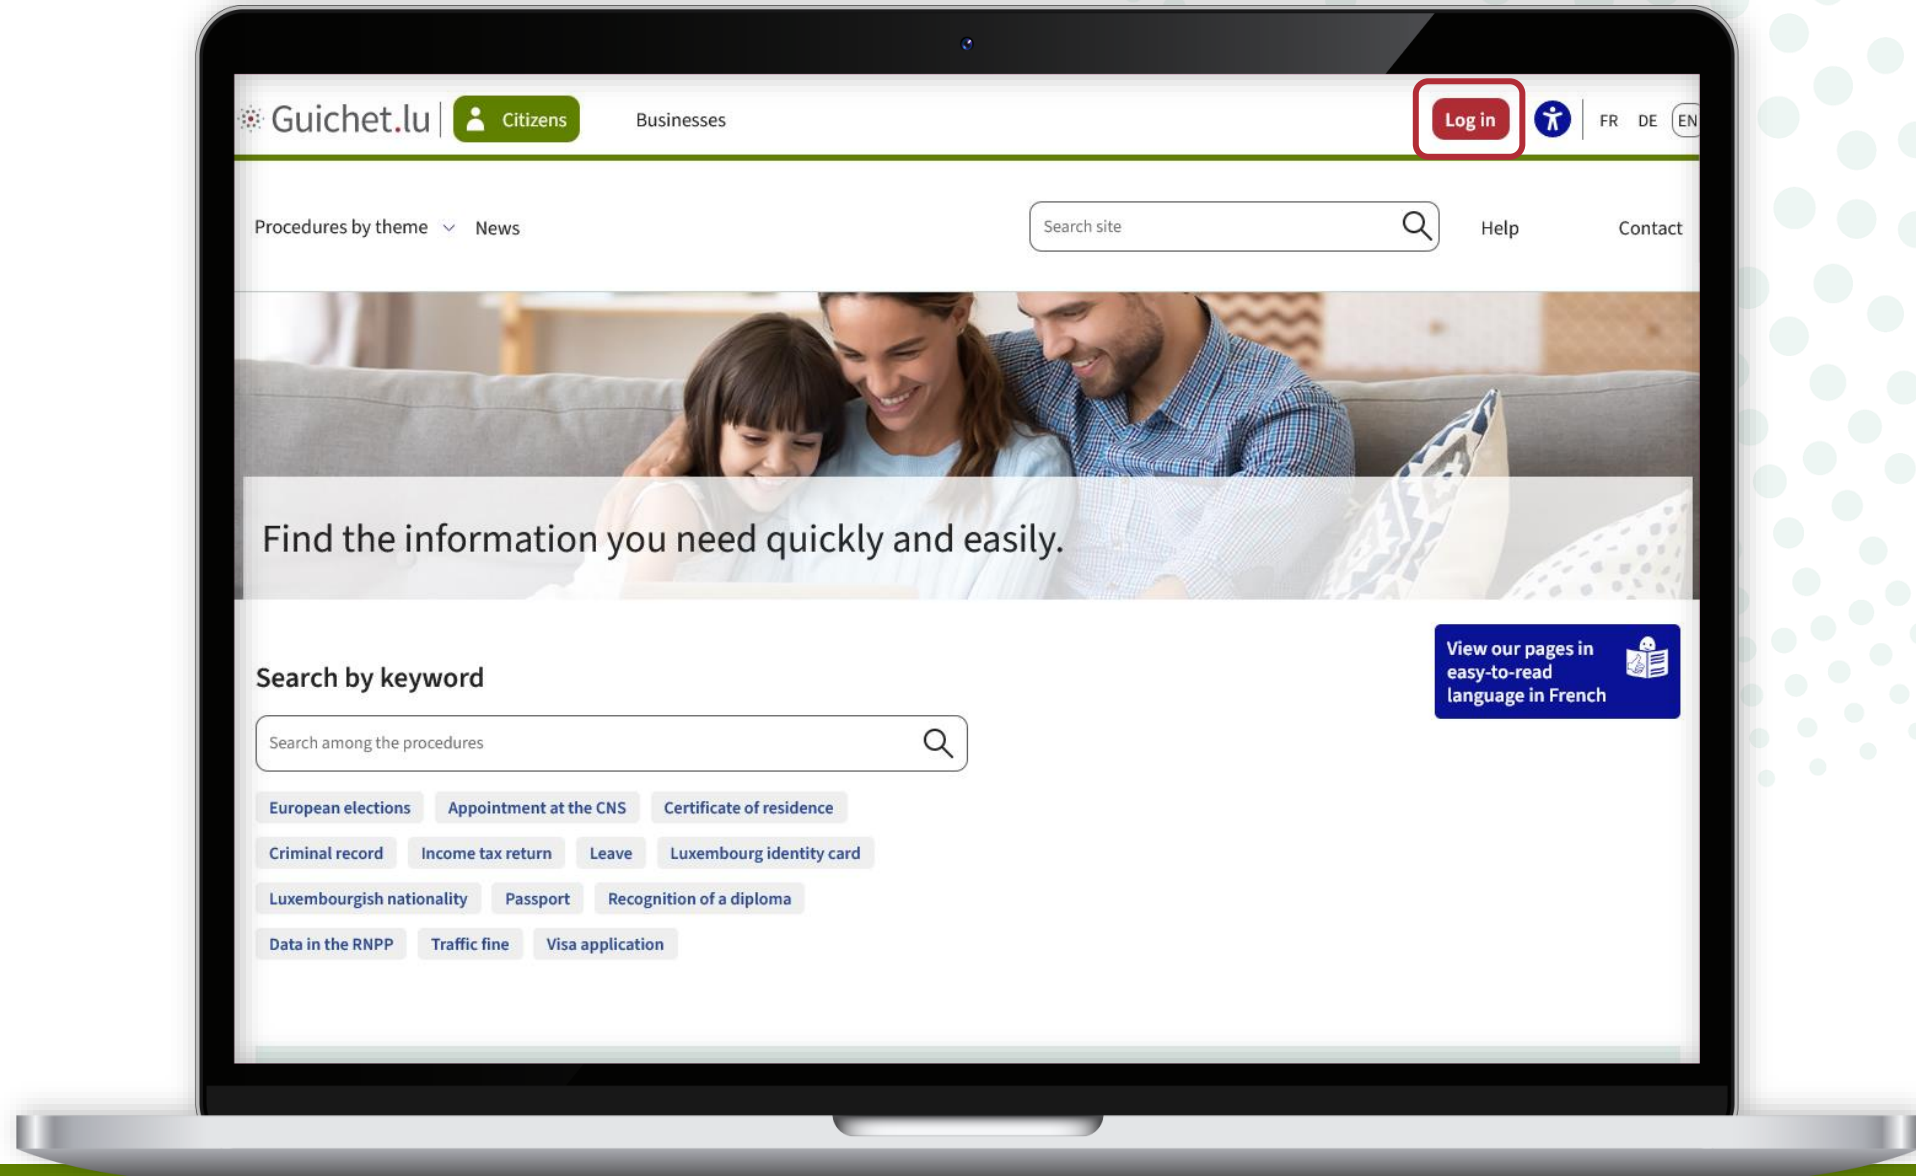 Guichet.lu
Citizens
Businesses
Log in
FR DE EN
Procedures by theme
News
Search site
Help
Contact
Find the information you need quickly and easily.
View our pages in
easy-to-read
language in French
Search by keyword
Search among the procedures
European elections
Appointment at the CNS
Certificate of residence
Criminal record
Income tax return
Leave
Luxembourg identity card
Luxembourgish nationality
Passport
Recognition of a diploma
Data in the RNPP
Traffic fine
Visa application